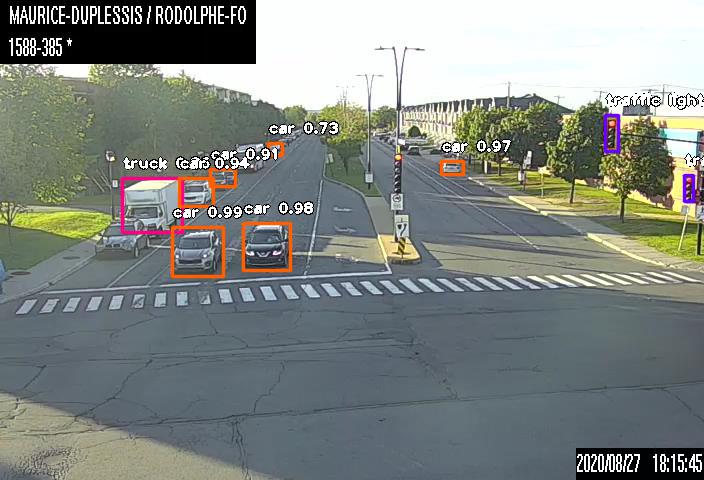 MAURICE-DUPLESSIS / RODOLPHE-FO
1588-385 *
traffic light
car 0.73
car 0.97
car 0.91
truck
0.94
tra
car 0.99
car 0.98
2020/08/27 18:15:45